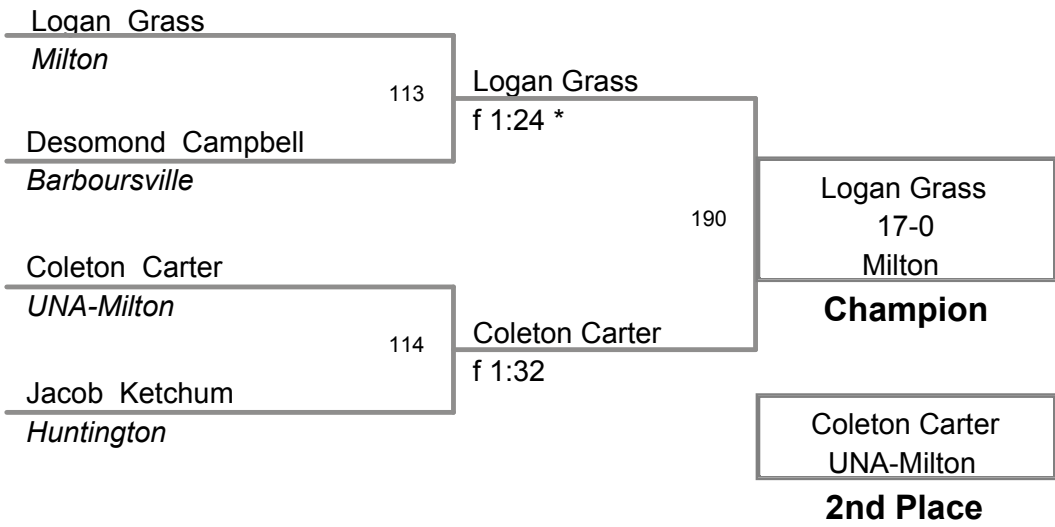 Logan Grass
Milton
113
Logan Grass
f 1:24 *
Desomond Campbell
Barboursville
190
Logan Grass
17-0
Milton
Champion
Coleton Carter
UNA-Milton
114
Coleton Carter
f 1:32
Jacob Ketchum
Huntington
Coleton Carter
UNA-Milton
2nd Place